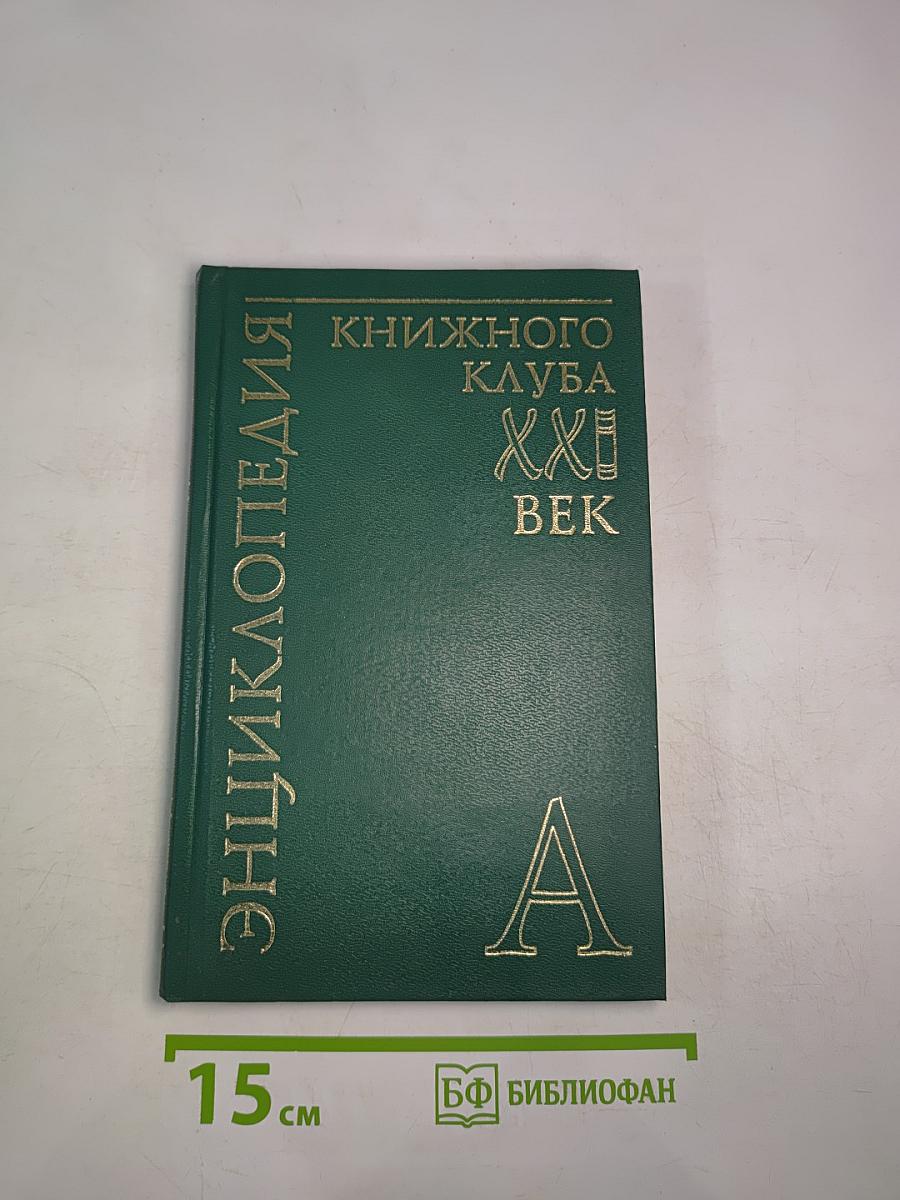 ЭНЦИКЛОПЕДИЯ
КНИЖНОГО
КЛУБА
XXI
ВЕК
А
15 см
БФ БИБЛИОФАН